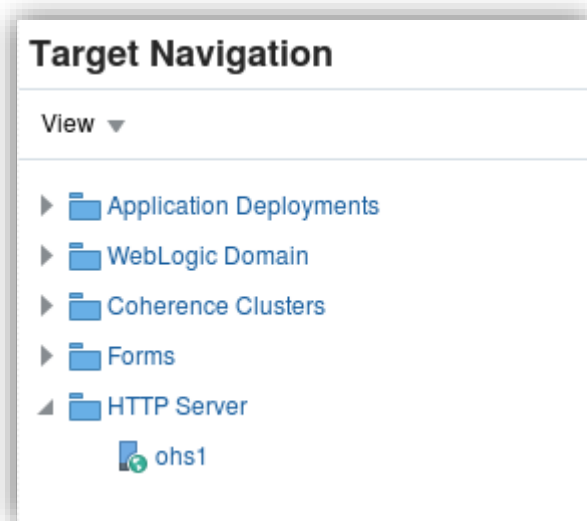 Target Navigation
View
Application Deployments
WebLogic Domain
Coherence Clusters
Forms
HTTP Server
ohs1